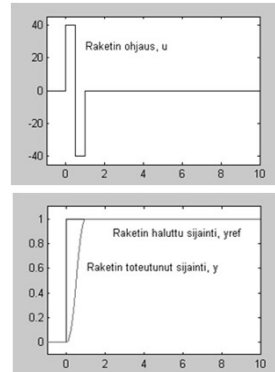 40
Raketin ohjaus, u
20
0
-20
-40
0 2 4 6 8 10
1
Raketin haluttu sijainti, yref
0.8
0.6
Raketin toteutunut sijainti, y
0.4
0.2
0
0 2 4 6 8 10